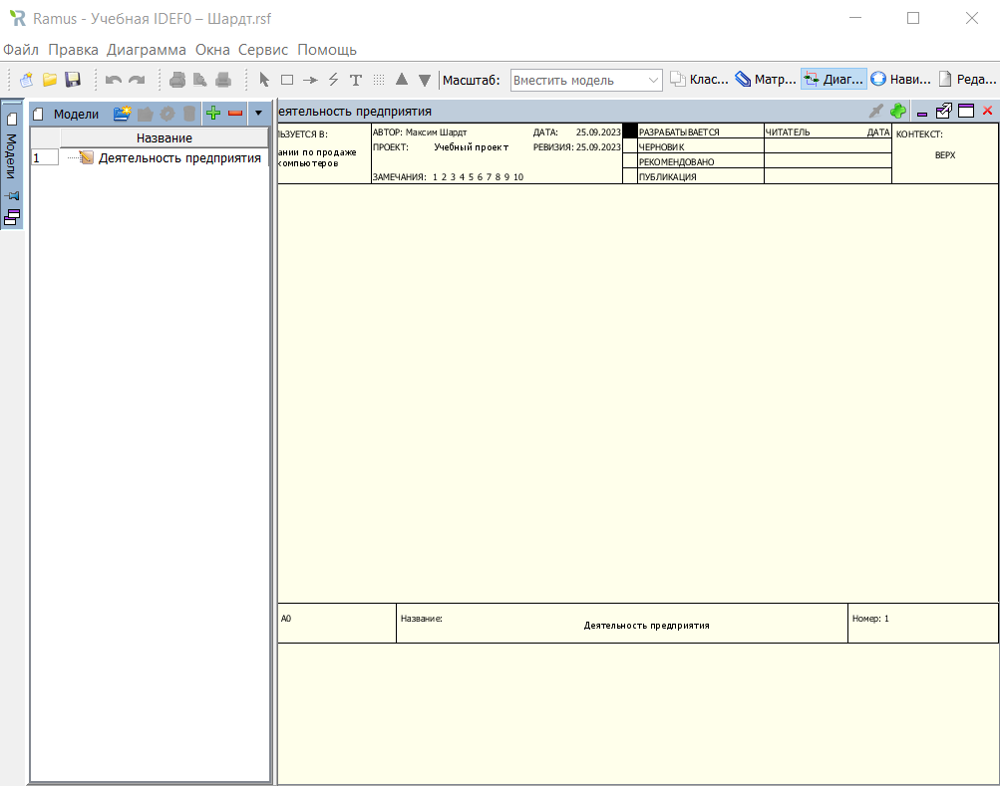 Ramus - Учебная IDEF0 – Шардт.rsf
Файл Правка Диаграмма Окна Сервис Помощь
Масштаб: Вместить модель Клас... Матр... Диаг... Нави... Реда...
Модели
Модели
Название
1 Деятельность предприятия
еятельность предприятия
ЬЗУЕТСЯ В:
ании по продаже
компьютеров
АВТОР: Максим Шардт ДАТА: 25.09.2023
ПРОЕКТ: Учебный проект РЕВИЗИЯ: 25.09.2023
ЗАМЕЧАНИЯ: 1 2 3 4 5 6 7 8 9 10
РАЗРАБАТЫВАЕТСЯ
ЧЕРНОВИК
РЕКОМЕНДОВАНО
ПУБЛИКАЦИЯ
ЧИТАТЕЛЬ ДАТА
КОНТЕКСТ:
ВЕРХ
A0
Название:
Деятельность предприятия
Номер: 1